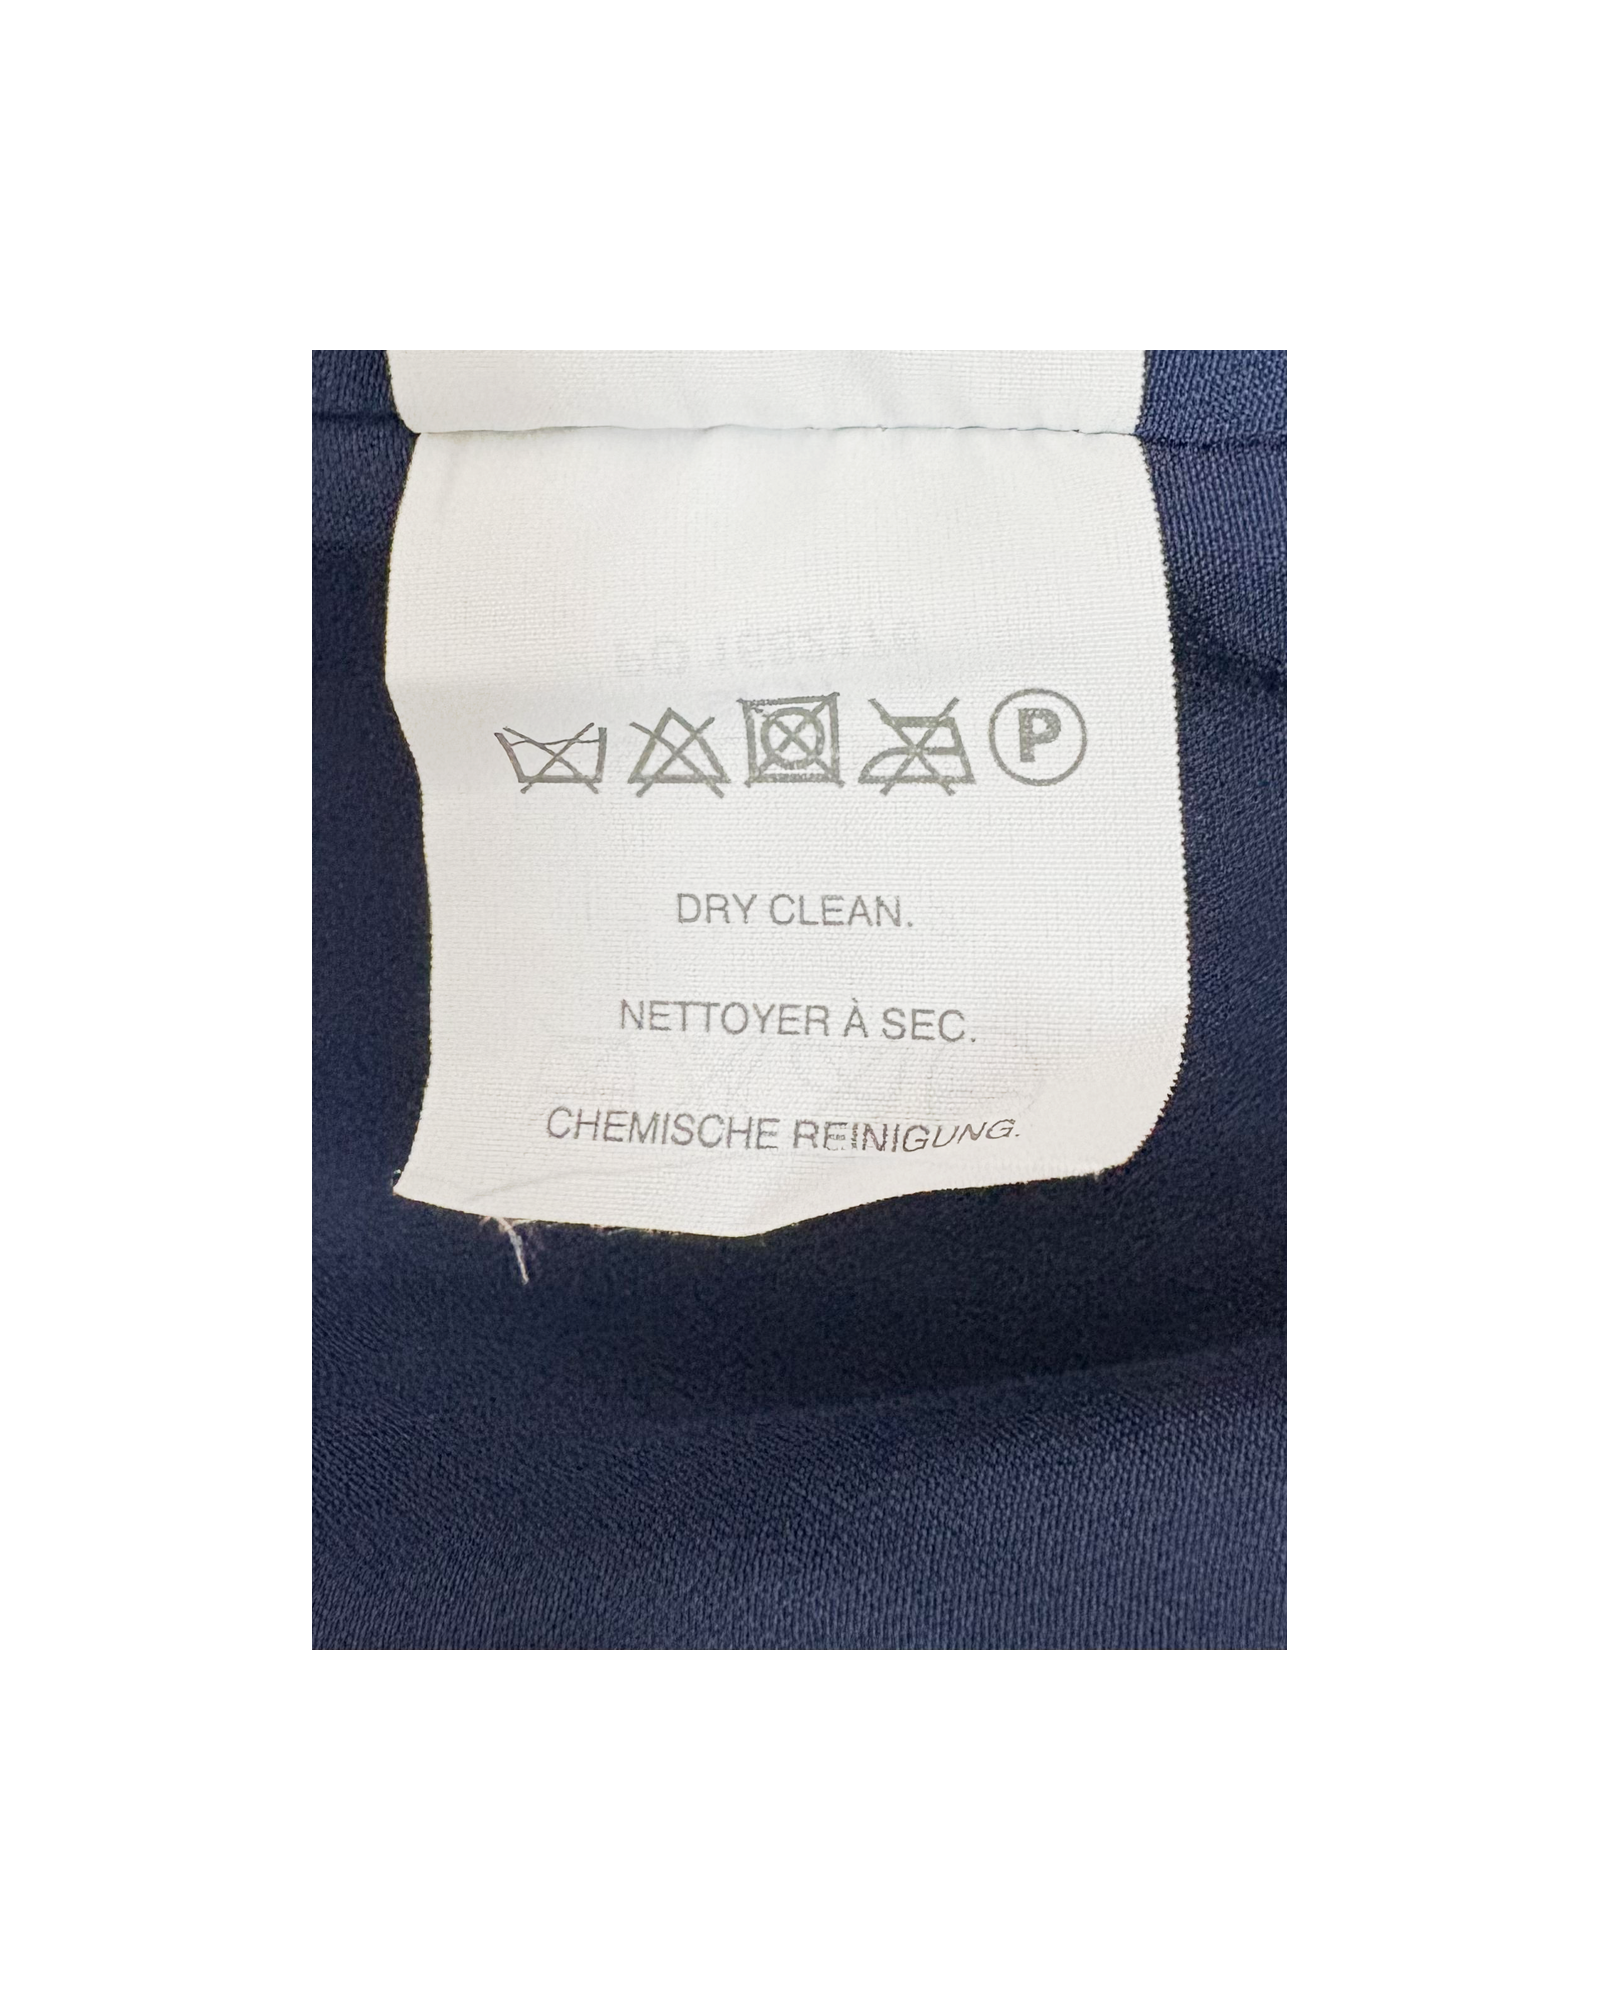 P
DRY CLEAN.
NETTOYER À SEC.
CHEMISCHE REINIGUNG.